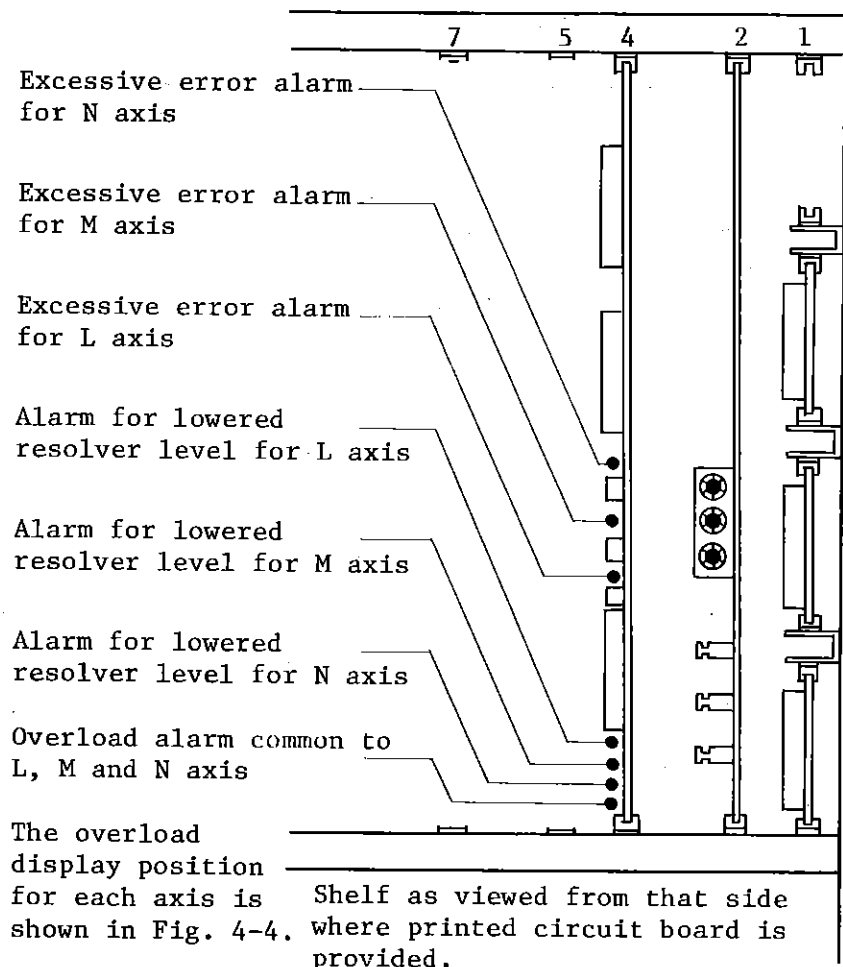 7 5 4 2 1
Excessive error alarm
for N axis
Excessive error alarm
for M axis
Excessive error alarm
for L axis
Alarm for lowered
resolver level for L axis
Alarm for lowered
resolver level for M axis
Alarm for lowered
resolver level for N axis
Overload alarm common to
L, M and N axis
The overload
display position
for each axis is
shown in Fig. 4-4.
Shelf as viewed from that side
where printed circuit board is
provided.